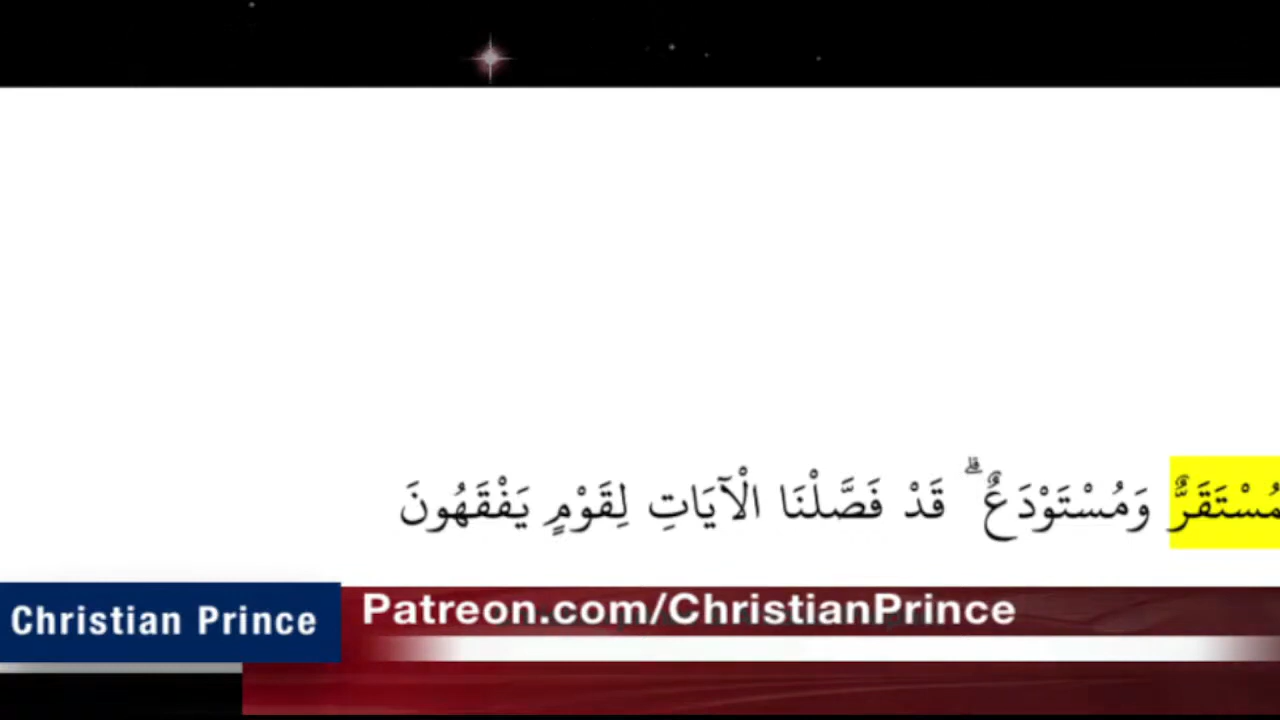 مُسْتَقَرٌّ وَمُسْتَوْدَعٌ ۗ قَدْ فَصَّلْنَا الْآيَاتِ لِقَوْمٍ يَفْقَهُونَ
Christian Prince
Patreon.com/ChristianPrince